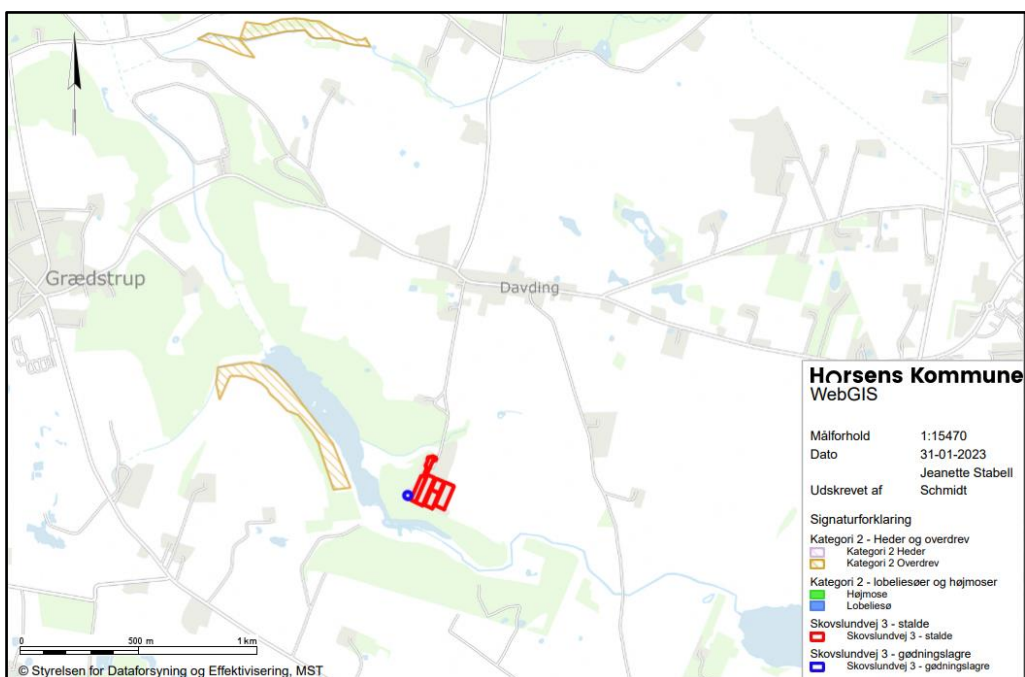 Grædstrup
Davding
Horsens Kommune
WebGIS
Målforhold 1:15470
Dato 31-01-2023
Jeanette Stabell
Udskrevet af Schmidt
Signaturforklaring
Kategori 2 - Heder og overdrev
Kategori 2 Heder
Kategori 2 Overdrev
Kategori 2 - lobeliesøer og højmoser
Højmose
Lobeliesø
Skovslundvej 3 - stalde
Skovslundvej 3 - stalde
Skovslundvej 3 - gødningslagre
Skovslundvej 3 - gødningslagre
0 500 m 1 km
© Styrelsen for Dataforsyning og Effektivisering, MST